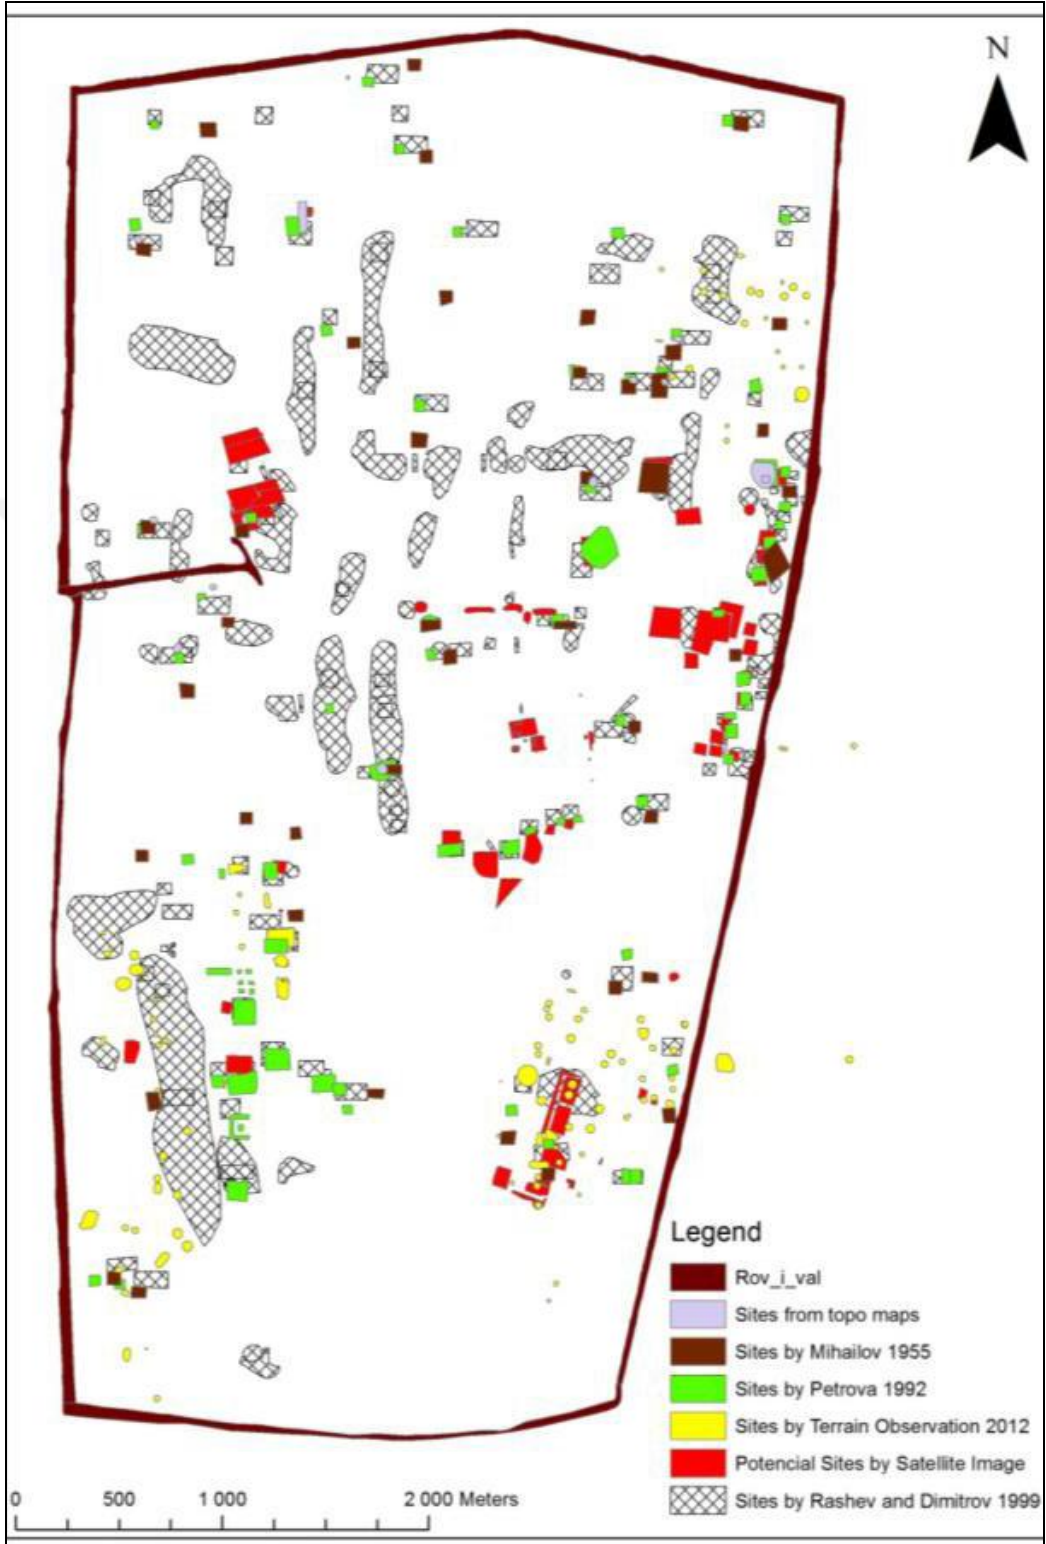 N
Legend
Rov_i_val
Sites from topo maps
Sites by Mihailov 1955
Sites by Petrova 1992
Sites by Terrain Observation 2012
Potencial Sites by Satellite Image
Sites by Rashev and Dimitrov 1999
0 500 1 000 2 000 Meters